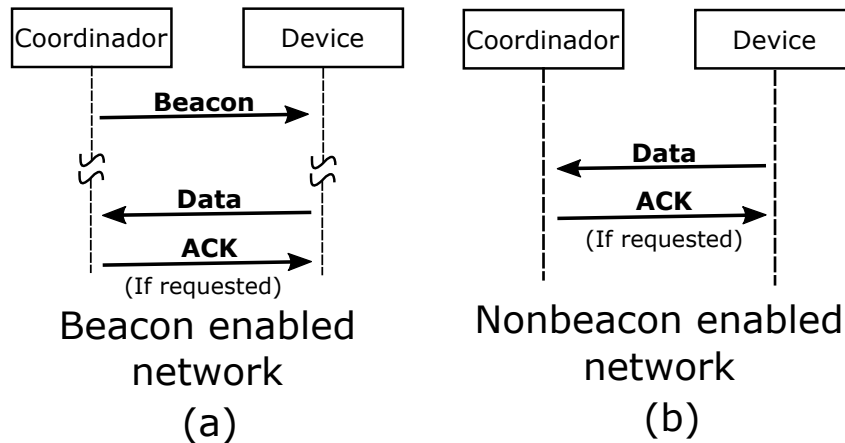 Coordinador
Device
Beacon
Data
ACK
(If requested)
Beacon enabled
network
(a)
Coordinador
Device
Data
ACK
(If requested)
Nonbeacon enabled
network
(b)